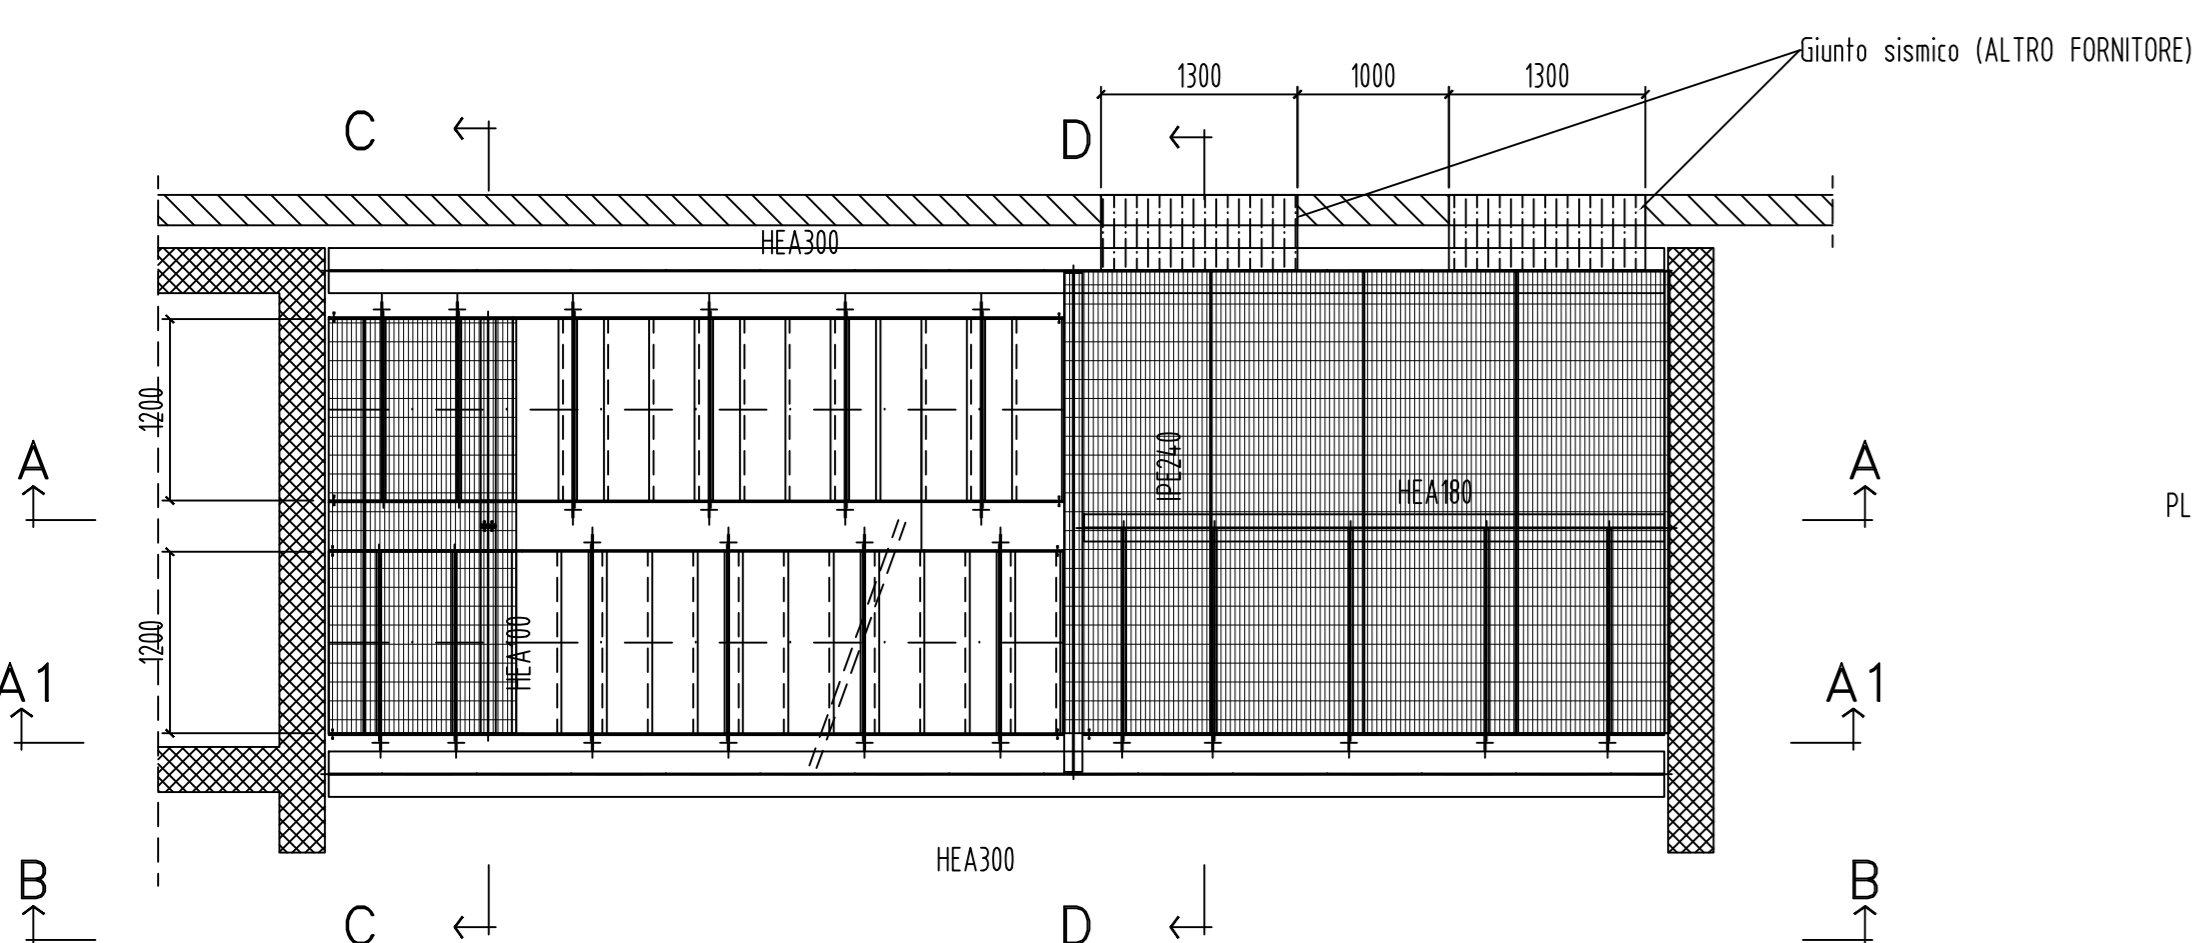 Giunto sismico (ALTRO FORNITORE)
1300 1000 1300
C D
HEA300
1200
IPE240
HEA180
A A
PL
1200
HEA100
A1 A1
HEA300
B B
C D